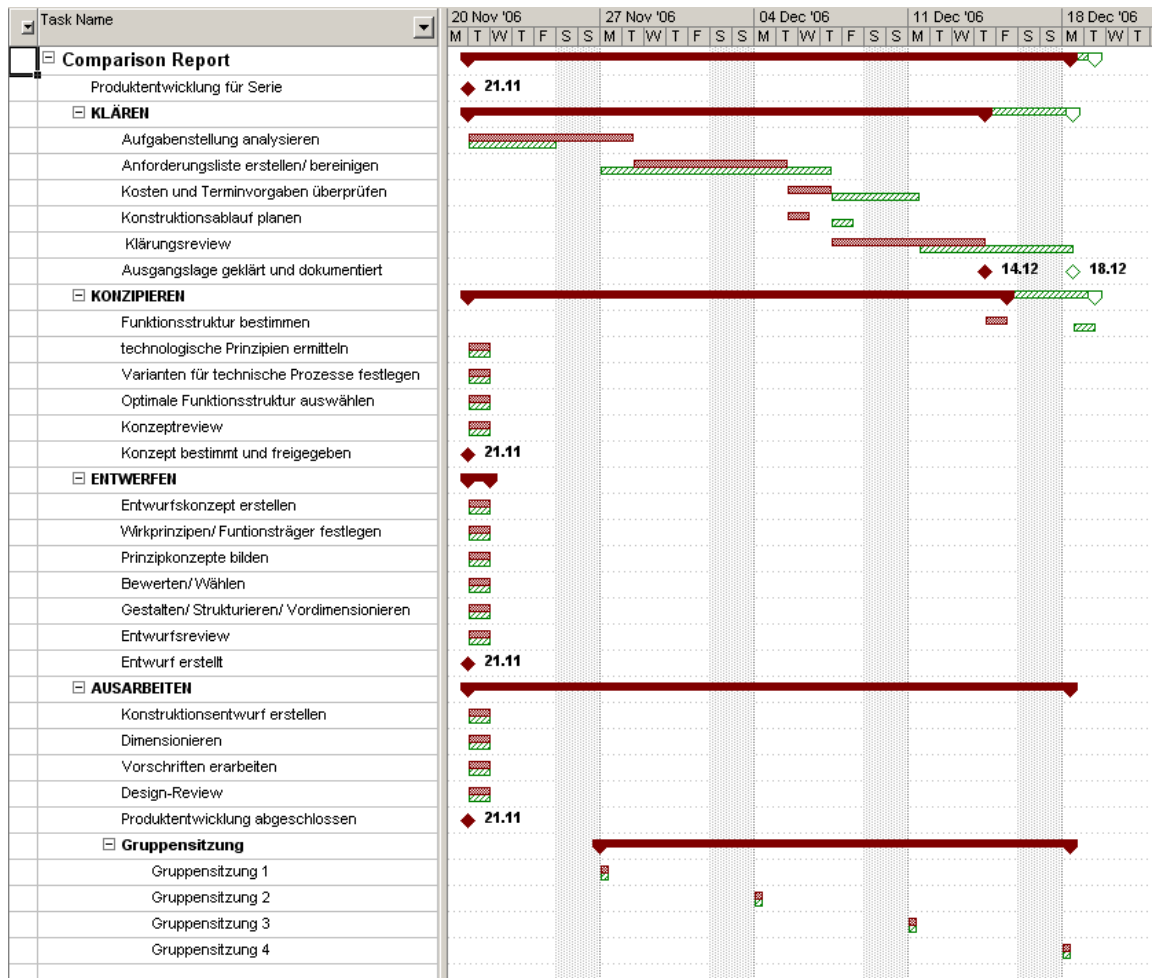 Task Name
20 Nov '06 27 Nov '06 04 Dec '06 11 Dec '06 18 Dec '06
M T W T F S S M T W T F S S M T W T F S S M T W T F S S M T W T
Comparison Report
Produktentwicklung für Serie 21.11
KLÄREN
Aufgabenstellung analysieren
Anforderungsliste erstellen/ bereinigen
Kosten und Terminvorgaben überprüfen
Konstruktionsablauf planen
Klärungsreview
Ausgangslage geklärt und dokumentiert 14.12 18.12
KONZIPIEREN
Funktionsstruktur bestimmen
technologische Prinzipien ermitteln
Varianten für technische Prozesse festlegen
Optimale Funktionsstruktur auswählen
Konzeptreview
Konzept bestimmt und freigegeben 21.11
ENTWERFEN
Entwurfskonzept erstellen
Wirkprinzipen/ Funtionsträger festlegen
Prinzipkonzepte bilden
Bewerten/ Wählen
Gestalten/ Strukturieren/ Vordimensionieren
Entwurfsreview
Entwurf erstellt 21.11
AUSARBEITEN
Konstruktionsentwurf erstellen
Dimensionieren
Vorschriften erarbeiten
Design-Review
Produktentwicklung abgeschlossen 21.11
Gruppensitzung
Gruppensitzung 1
Gruppensitzung 2
Gruppensitzung 3
Gruppensitzung 4